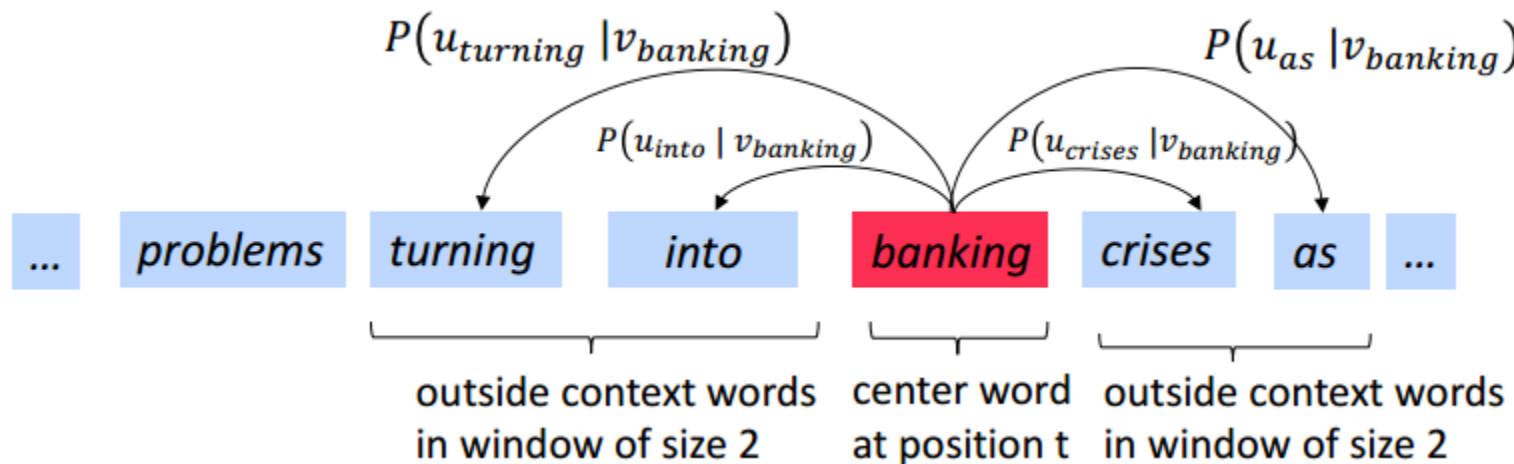 P(u_turning | v_banking)
P(u_as | v_banking)
P(u_into | v_banking)
P(u_crises | v_banking)
... problems turning into banking crises as ...
outside context words
in window of size 2
center word
at position t
outside context words
in window of size 2